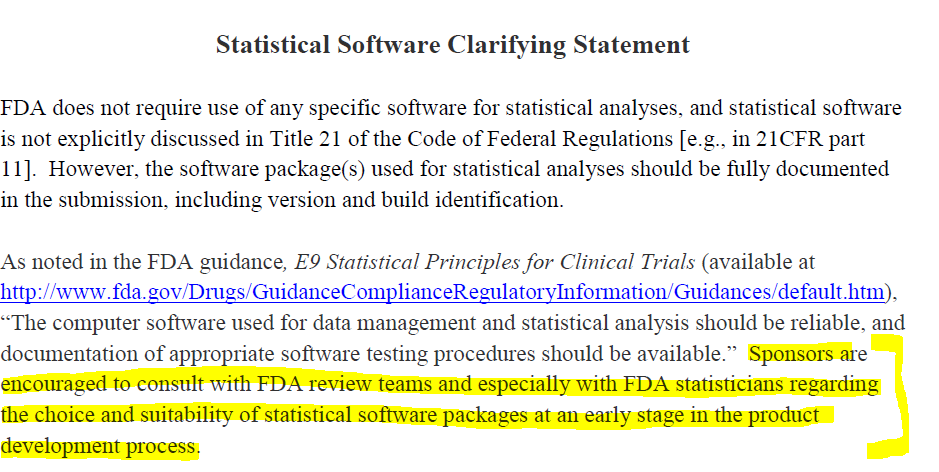 Statistical Software Clarifying Statement
FDA does not require use of any specific software for statistical analyses, and statistical software
is not explicitly discussed in Title 21 of the Code of Federal Regulations [e.g., in 21CFR part
11].  However, the software package(s) used for statistical analyses should be fully documented
in the submission, including version and build identification.
As noted in the FDA guidance, E9 Statistical Principles for Clinical Trials (available at
http://www.fda.gov/Drugs/GuidanceComplianceRegulatoryInformation/Guidances/default.htm),
“The computer software used for data management and statistical analysis should be reliable, and
documentation of appropriate software testing procedures should be available.”  Sponsors are
encouraged to consult with FDA review teams and especially with FDA statisticians regarding
the choice and suitability of statistical software packages at an early stage in the product
development process.